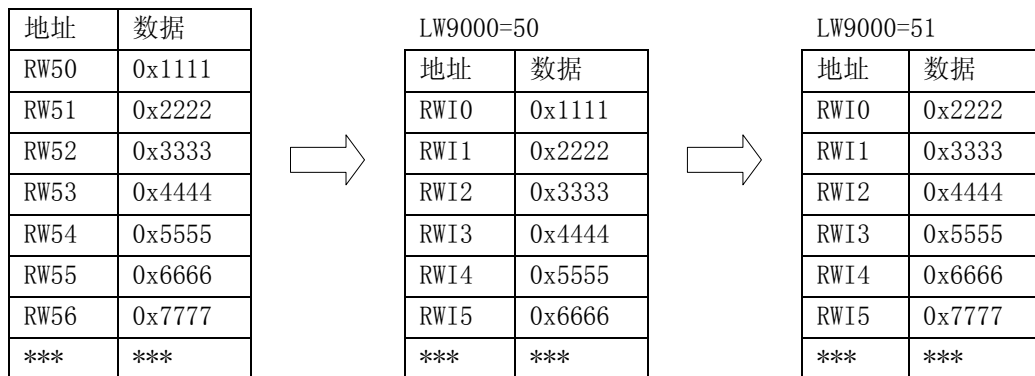 地址 数据
RW50 0x1111
RW51 0x2222
RW52 0x3333
RW53 0x4444
RW54 0x5555
RW55 0x6666
RW56 0x7777
*** ***
LW9000=50
地址 数据
RWI0 0x1111
RWI1 0x2222
RWI2 0x3333
RWI3 0x4444
RWI4 0x5555
RWI5 0x6666
*** ***
LW9000=51
地址 数据
RWI0 0x2222
RWI1 0x3333
RWI2 0x4444
RWI3 0x5555
RWI4 0x6666
RWI5 0x7777
*** ***